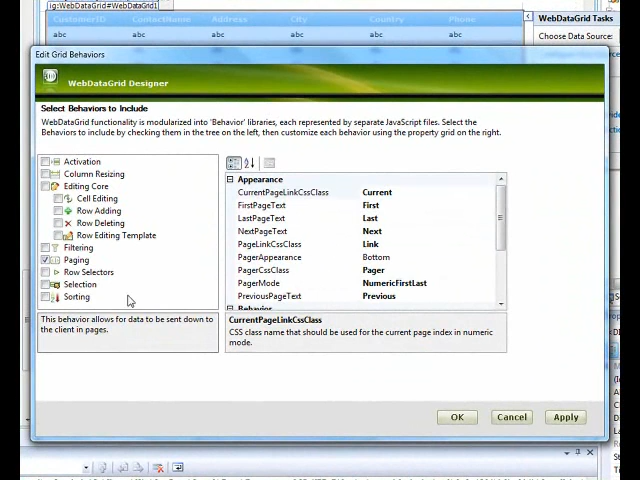 ig:WebDataGrid#WebDataGrid1
CustomerID ContactName Address City Country Phone
abc abc abc abc abc abc
WebDataGrid Tasks
Choose Data Source:
Edit Grid Behaviors
WebDataGrid Designer
Select Behaviors to Include
WebDataGrid functionality is modularized into 'Behavior' libraries, each represented by separate JavaScript files. Select the
Behaviors to include by checking them in the tree on the left, then customize each behavior using the property grid on the right.
Activation
Column Resizing
Editing Core
Cell Editing
Row Adding
Row Deleting
Row Editing Template
Filtering
Paging
Row Selectors
Selection
Sorting
This behavior allows for data to be sent down to
the client in pages.
Appearance
CurrentPageLinkCssClass Current
FirstPageText First
LastPageText Last
NextPageText Next
PageLinkCssClass Link
PagerAppearance Bottom
PagerCssClass Pager
PagerMode NumericFirstLast
PreviousPageText Previous
Behavior
CurrentPageLinkCssClass
CSS class name that should be used for the current page index in numeric
mode.
OK Cancel Apply